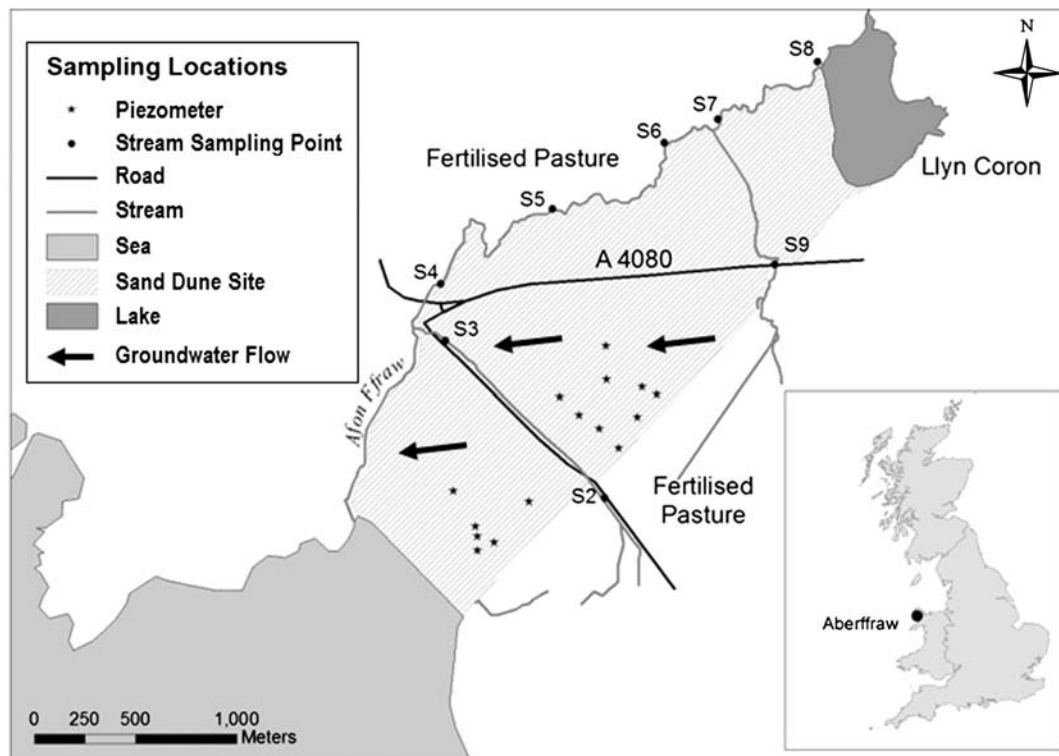 Sampling Locations
Piezometer
Stream Sampling Point
Road
Stream
Sea
Sand Dune Site
Lake
Groundwater Flow
N
S8
S7
S6
Fertilised Pasture
Llyn Coron
S5
S9
S4
A 4080
S3
Afon Ffraw
S2
Fertilised
Pasture
Aberffraw
0 250 500 1,000
Meters